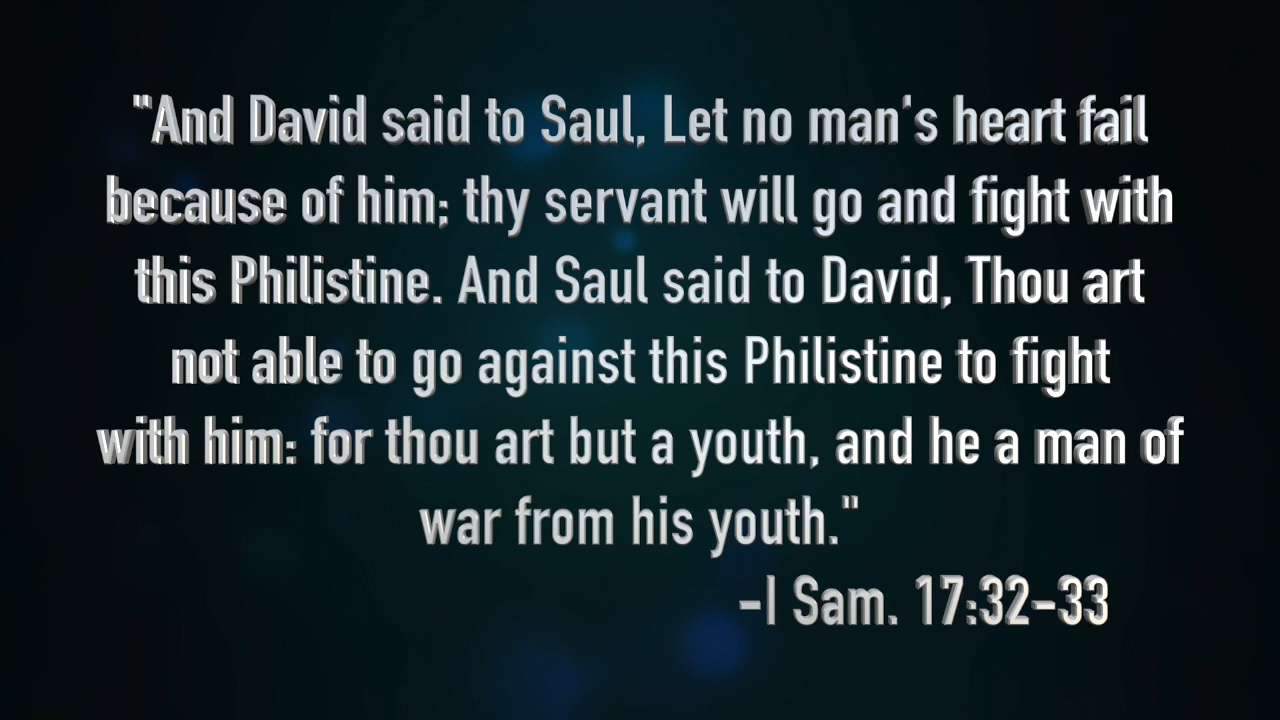 "And David said to Saul, Let no man's heart fail
because of him; thy servant will go and fight with
this Philistine. And Saul said to David, Thou art
not able to go against this Philistine to fight
with him: for thou art but a youth, and he a man of
war from his youth."
-I Sam. 17:32-33